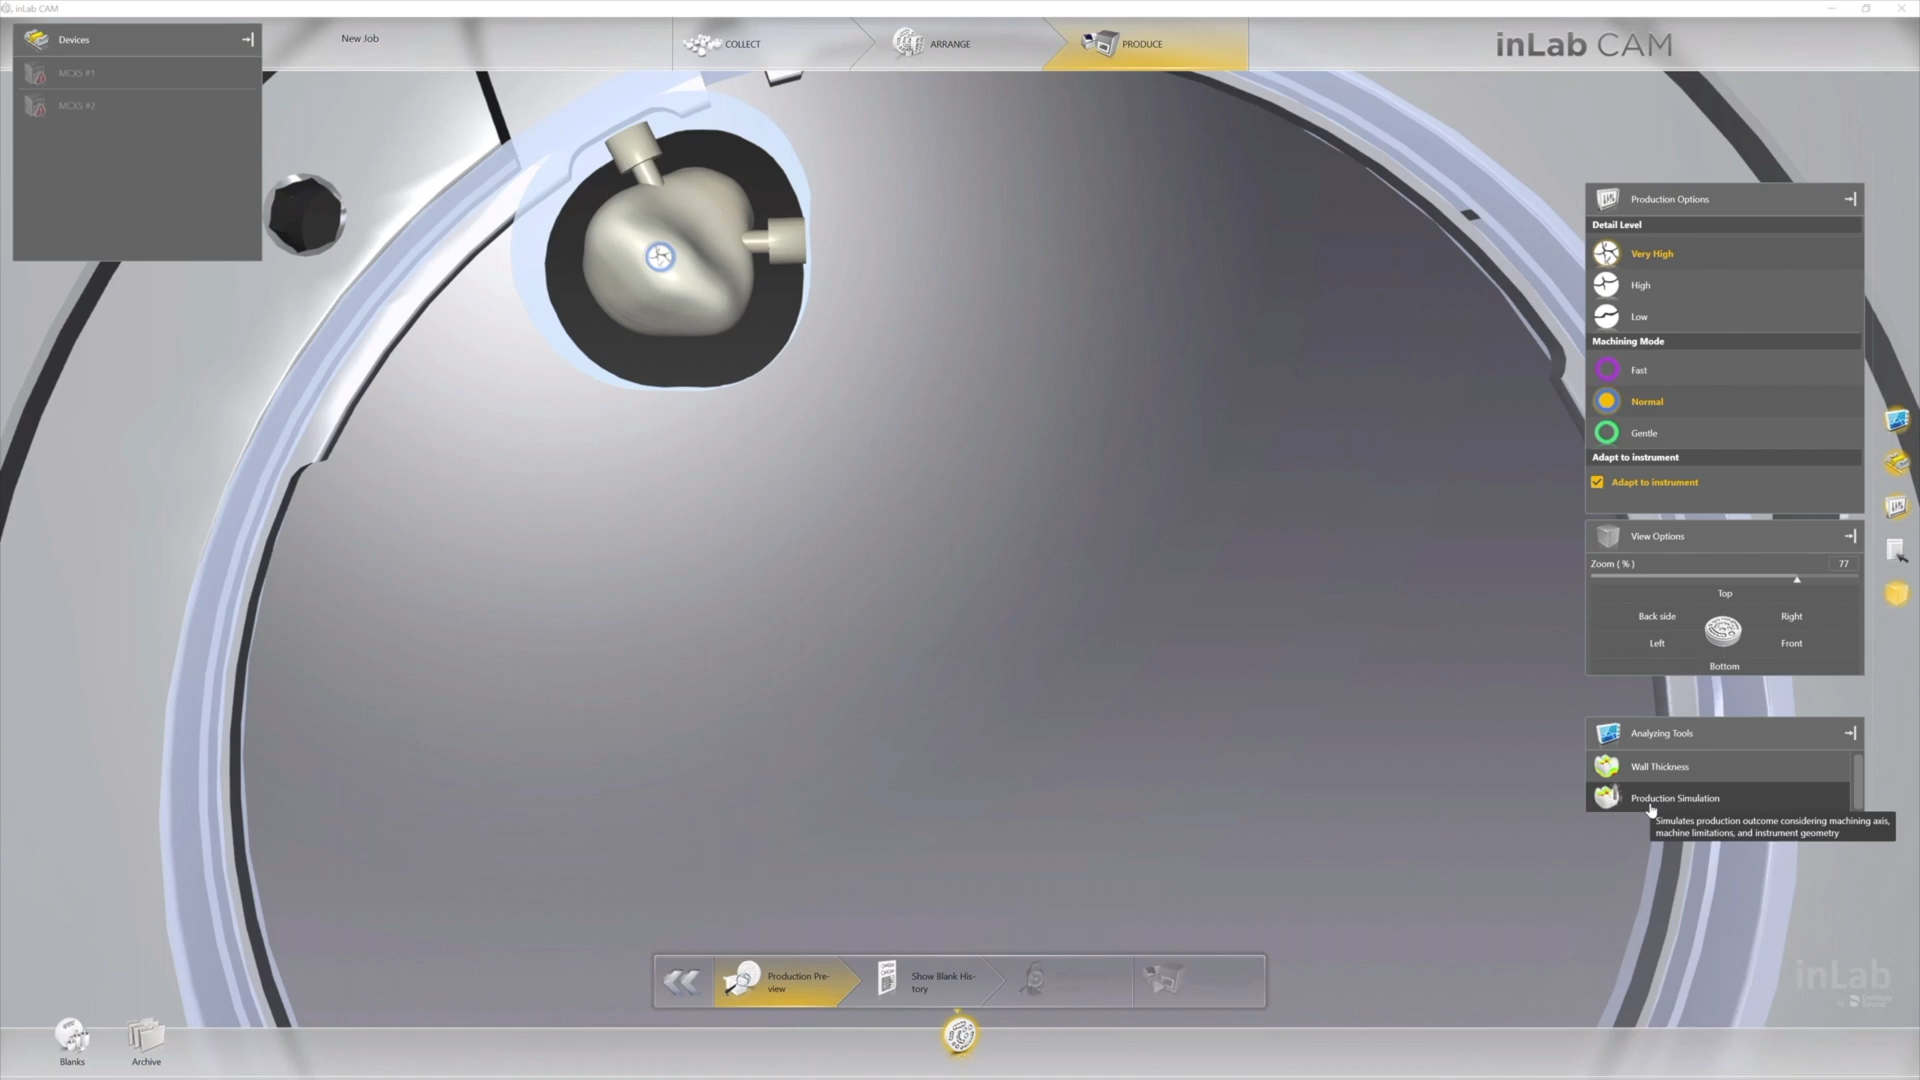 inLab CAM
Devices
MCX5 #1
MCX5 #2
New Job
COLLECT
ARRANGE
PRODUCE
inLab CAM
Production Options
Detail Level
Very High
High
Low
Machining Mode
Fast
Normal
Gentle
Adapt to instrument
Adapt to instrument
View Options
Zoom ( % )
77
Top
Back side
Right
Left
Front
Bottom
Analyzing Tools
Wall Thickness
Production Simulation
Simulates production outcome considering machining axis,
machine limitations, and instrument geometry
Production Pre-
view
Show Blank His-
tory
inLab
Blanks
Archive